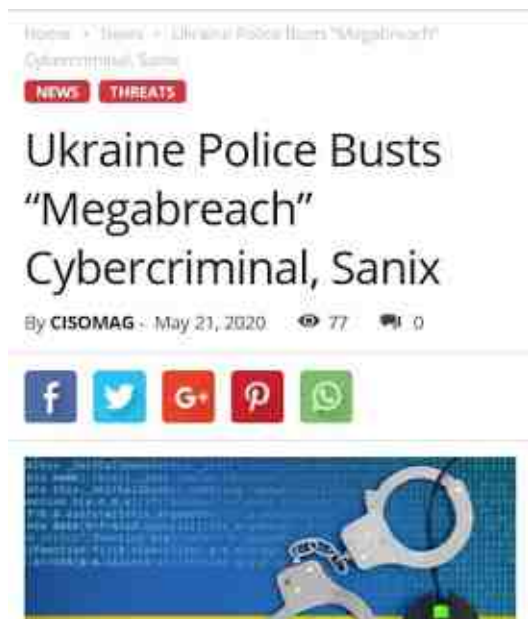 Home › News › Ukraine Police Busts “Megabreach”
Cybercriminal, Sanix
NEWS THREATS
Ukraine Police Busts
“Megabreach”
Cybercriminal, Sanix
By CISOMAG - May 21, 2020 77 0
f G+